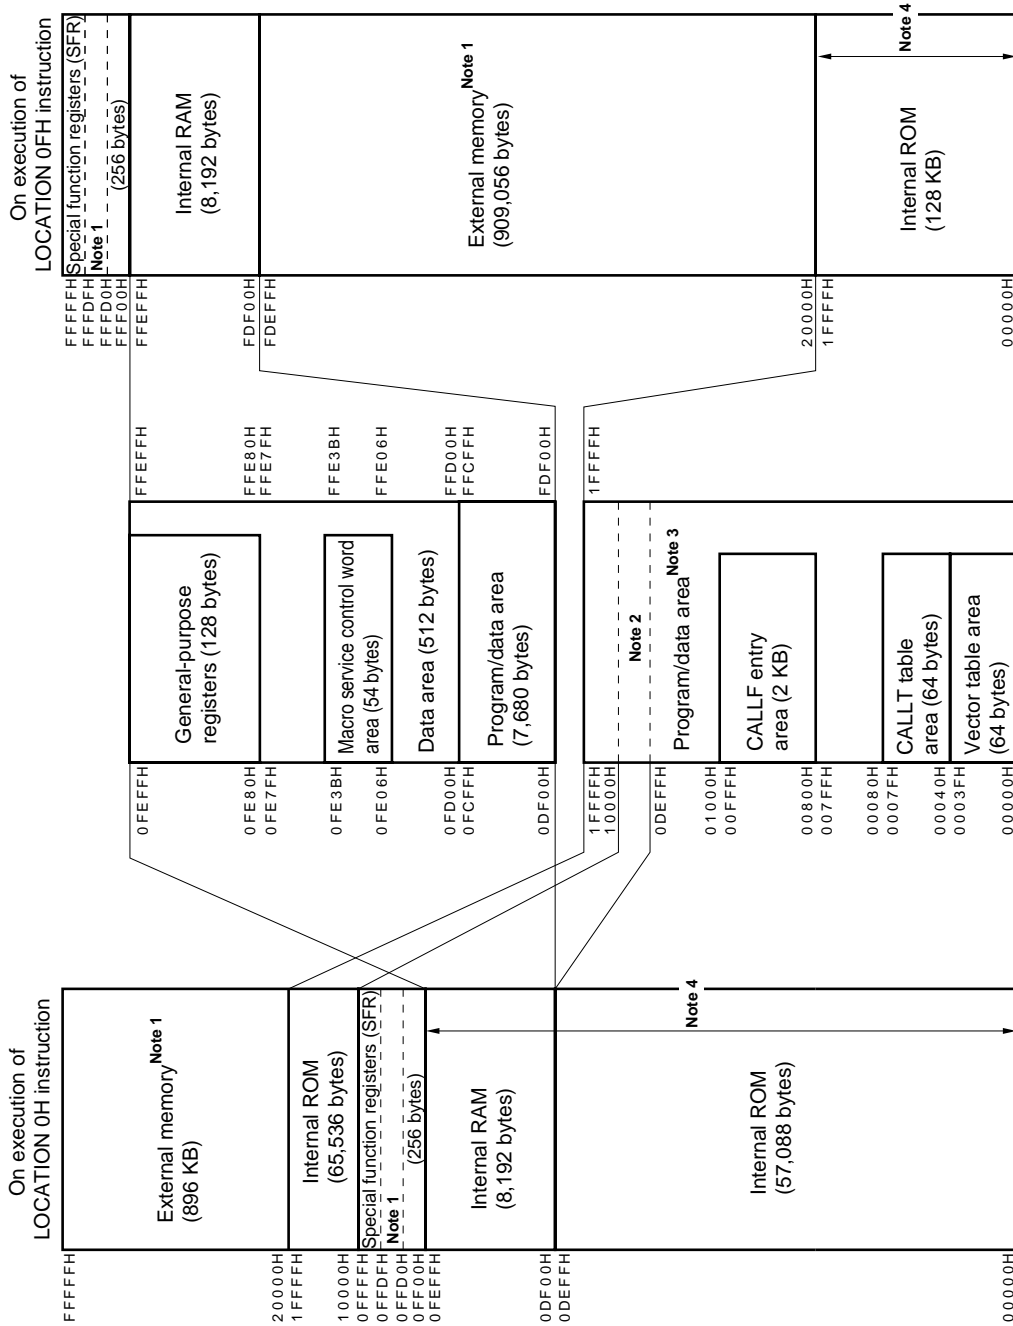 On execution of
LOCATION 0H instruction
FFFFFH
External memory Note 1
(896 KB)
20000H
1FFFFH
Internal ROM
(65,536 bytes)
10000H
0FFFFH
Special function registers (SFR)
0FFDFH
Note 1
0FFD0H
0FF00H
(256 bytes)
0FEFFH
Internal RAM
(8,192 bytes)
0DF00H
0DEFFH
Internal ROM
(57,088 bytes)
00000H
Note 4
0FEFFH
General-purpose
registers (128 bytes)
0FE80H
0FE7FH
0FE3BH
Macro service control word
area (54 bytes)
0FE06H
Data area (512 bytes)
0FD00H
0FCFFH
Program/data area
(7,680 bytes)
0DF00H
1FFFFH
10000H
Note 2
0DEFFH
Program/data area Note 3
01000H
00FFFH
CALLF entry
area (2 KB)
00800H
007FFH
00080H
0007FH
CALLT table
area (64 bytes)
00040H
0003FH
Vector table area
(64 bytes)
00000H
FFEFFH
FFE80H
FFE7FH
FFE3BH
FFE06H
FFD00H
FFCFFH
FDF00H
1FFFFH
On execution of
LOCATION 0FH instruction
FFFFFH
Special function registers (SFR)
FFFDFH
Note 1
FFFD0H
FFF00H
(256 bytes)
FFEFFH
Internal RAM
(8,192 bytes)
FDF00H
FDEFFH
External memory Note 1
(909,056 bytes)
20000H
1FFFFH
Internal ROM
(128 KB)
00000H
Note 4